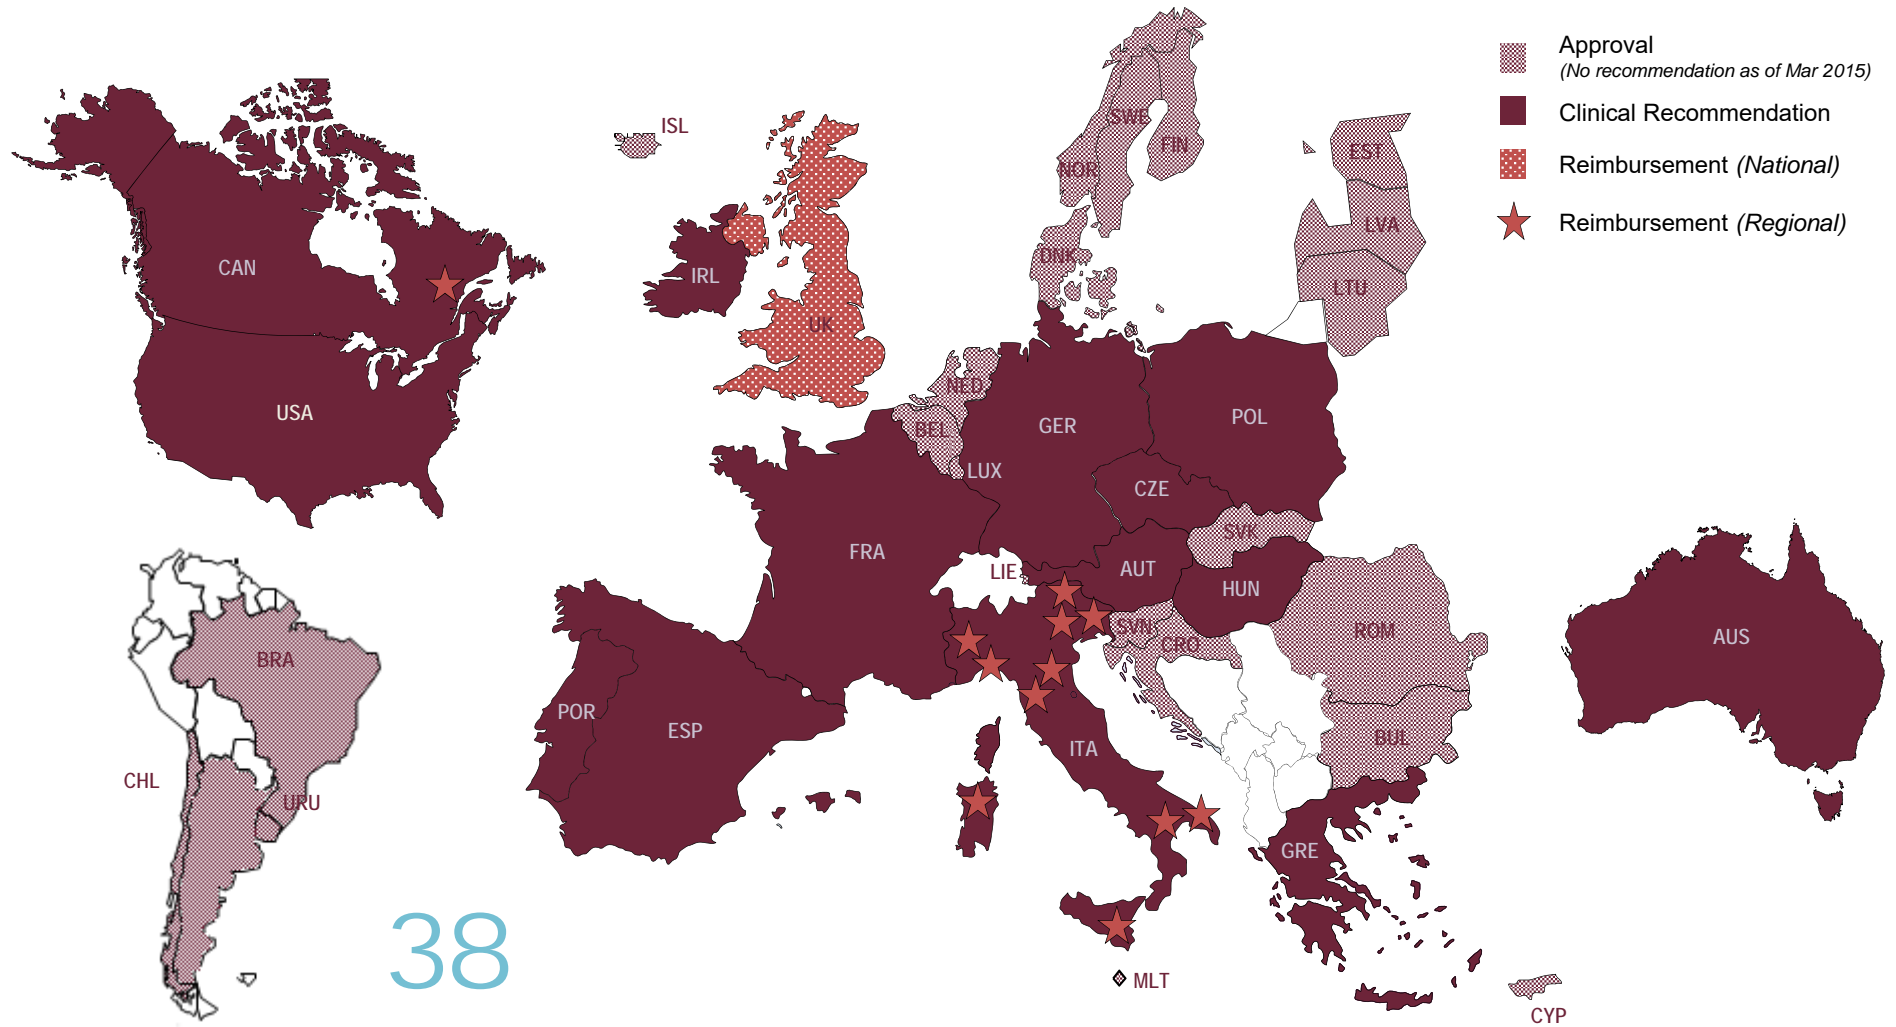 Approval
(No recommendation as of Mar 2015)
Clinical Recommendation
Reimbursement (National)
Reimbursement (Regional)
ISL
SWE
FIN
NOR
EST
LVA
DNK
LTU
CAN
IRL
UK
USA
NED
BEL
GER
POL
LUX
CZE
SVK
FRA
LIE
AUT
HUN
SVN
CRO
ROM
AUS
BRA
POR
ESP
ITA
BUL
CHL
URU
GRE
38
MLT
CYP